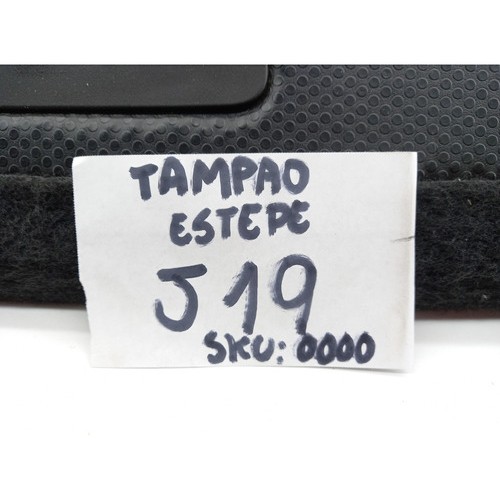 TAMPAO
ESTEPE
J19
SKU: 0000